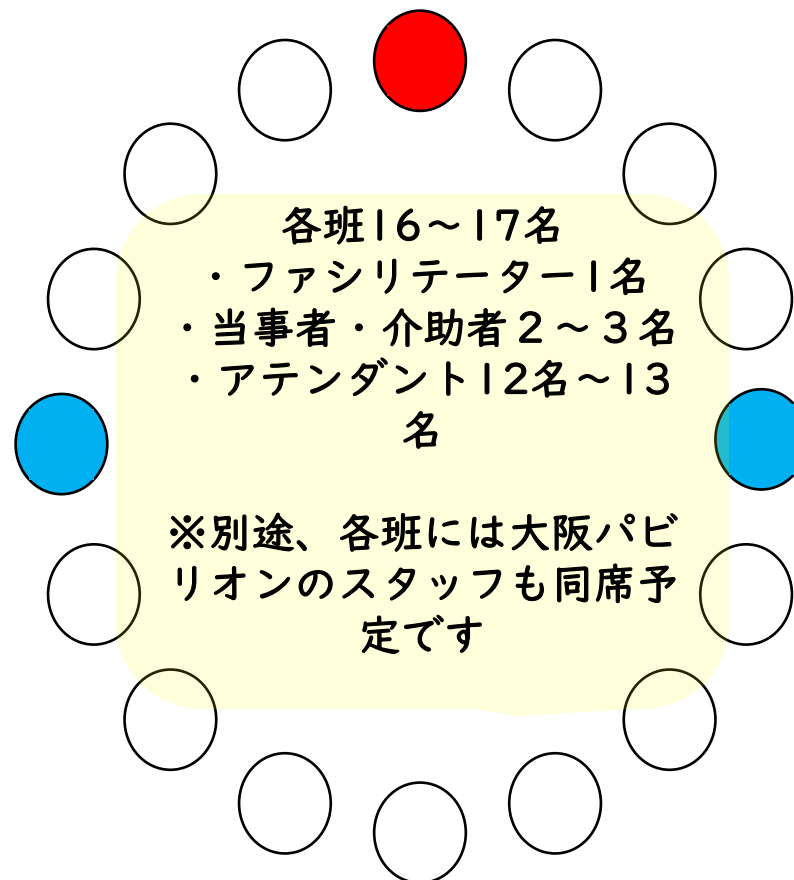 各班16～17名
・ファシリテーター1名
・当事者・介助者２～３名
・アテンダント12名～13
名
※別途、各班には大阪パビ
リオンのスタッフも同席予
定です